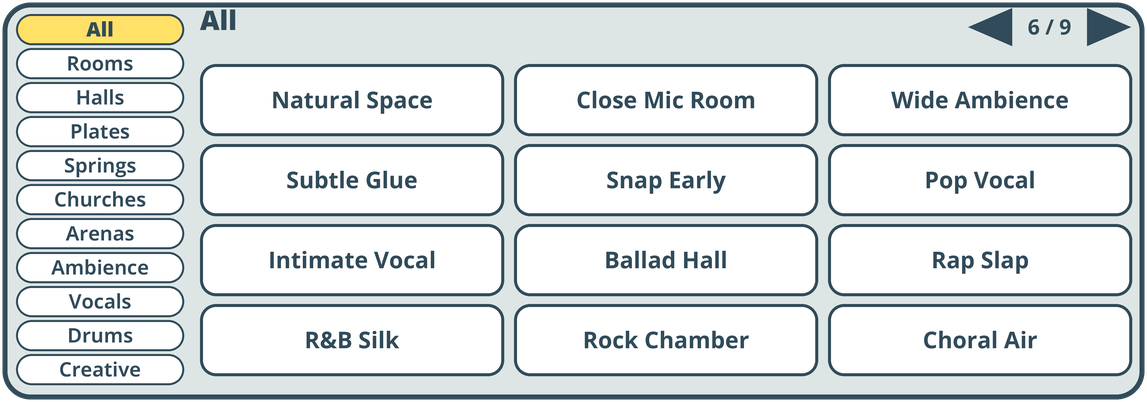 All
Rooms
Halls
Plates
Springs
Churches
Arenas
Ambience
Vocals
Drums
Creative
All
6 / 9
Natural Space
Close Mic Room
Wide Ambience
Subtle Glue
Snap Early
Pop Vocal
Intimate Vocal
Ballad Hall
Rap Slap
R&B Silk
Rock Chamber
Choral Air